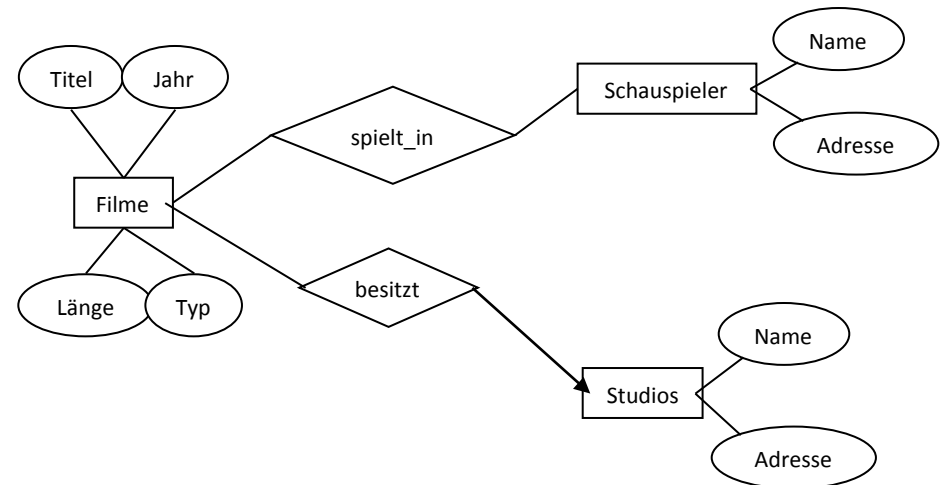 Name
Titel
Jahr
Schauspieler
spielt_in
Adresse
Filme
besitzt
Länge
Typ
Name
Studios
Adresse